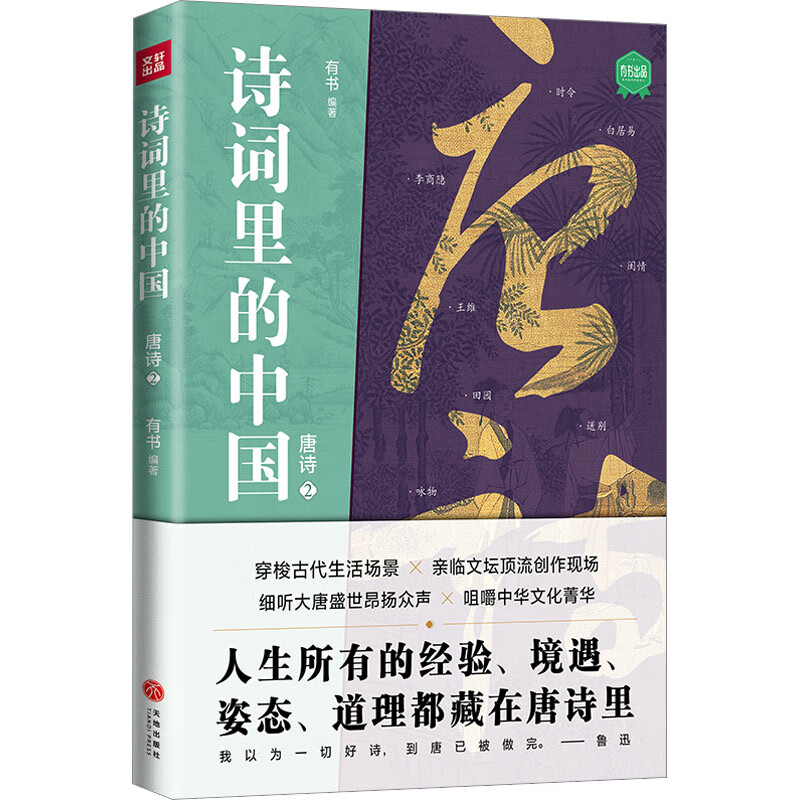 文轩
出品
诗词里的中国
唐诗2
有书 编著
天地出版社
TIANDI PRESS
诗词里的中国
唐诗2
有书 编著
有书出品
·时令
·白居易
·李商隐
·闺情
·王维
·田园
·送别
·咏物
唐诗
穿梭古代生活场景 × 亲临文坛顶流创作现场
细听大唐盛世昂扬众声 × 咀嚼中华文化菁华
人生所有的经验、境遇、
姿态、道理都藏在唐诗里
我以为一切好诗，到唐已被做完。——鲁迅